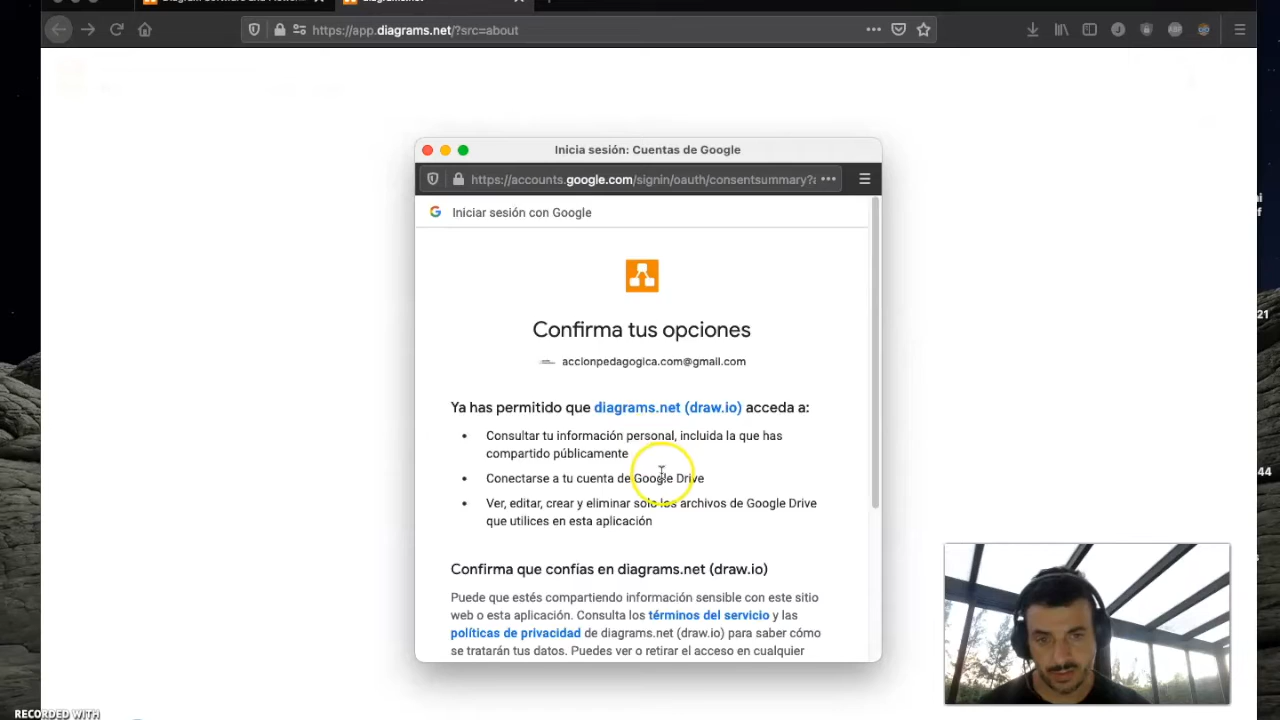 https://app.diagrams.net/?src=about
Inicia sesión: Cuentas de Google
https://accounts.google.com/signin/oauth/consentsummary?a
Iniciar sesión con Google
Confirma tus opciones
accionpedagogica.com@gmail.com
Ya has permitido que diagrams.net (draw.io) acceda a:
Consultar tu información personal, incluida la que has
compartido públicamente
Conectarse a tu cuenta de Google Drive
Ver, editar, crear y eliminar solo los archivos de Google Drive
que utilices en esta aplicación
Confirma que confías en diagrams.net (draw.io)
Puede que estés compartiendo información sensible con este sitio
web o esta aplicación. Consulta los términos del servicio y las
políticas de privacidad de diagrams.net (draw.io) para saber cómo
se tratarán tus datos. Puedes ver o retirar el acceso en cualquier
21
44
RECORDED WITH